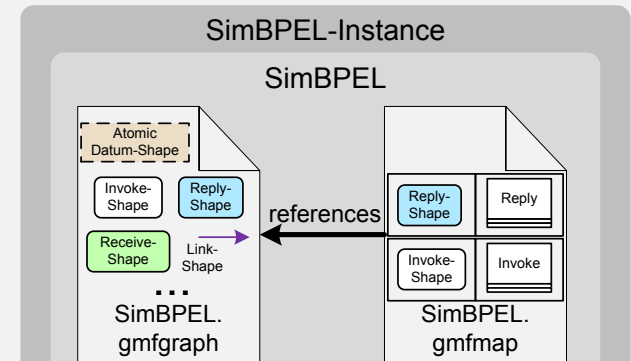 SimBPEL-Instance
SimBPEL
Atomic
Datum-Shape
Invoke-
Shape
Reply-
Shape
Receive-
Shape
Link-
Shape
...
SimBPEL.
gmfgraph
references
Reply-
Shape
Reply
Invoke-
Shape
Invoke
SimBPEL.
gmfmap